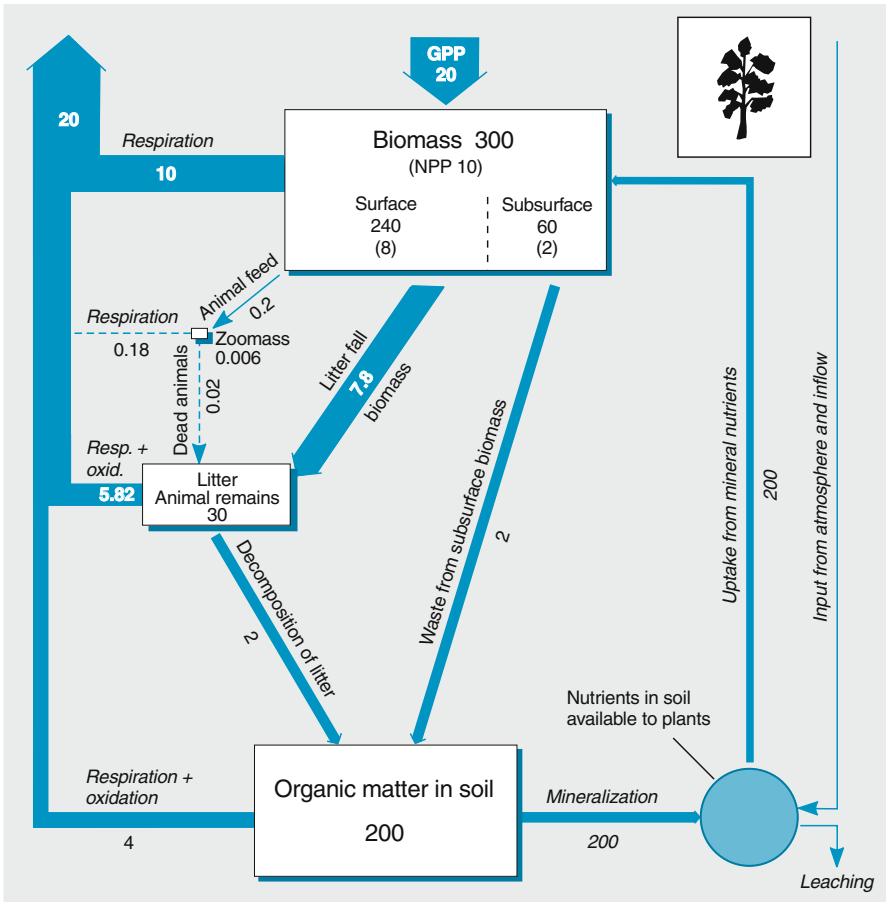 GPP
20
20
Respiration
10
Biomass 300
(NPP 10)
Surface
240
(8)
Subsurface
60
(2)
Animal feed
0.2
Respiration
0.18
Zoomass
0.006
Dead animals
0.02
Litter fall
7.8
biomass
Resp. +
oxid.
5.82
Litter
Animal remains
30
Decomposition of litter
2
Waste from subsurface biomass
2
Uptake from mineral nutrients
200
Input from atmosphere and inflow
Nutrients in soil
available to plants
Respiration +
oxidation
4
Organic matter in soil
200
Mineralization
200
Leaching